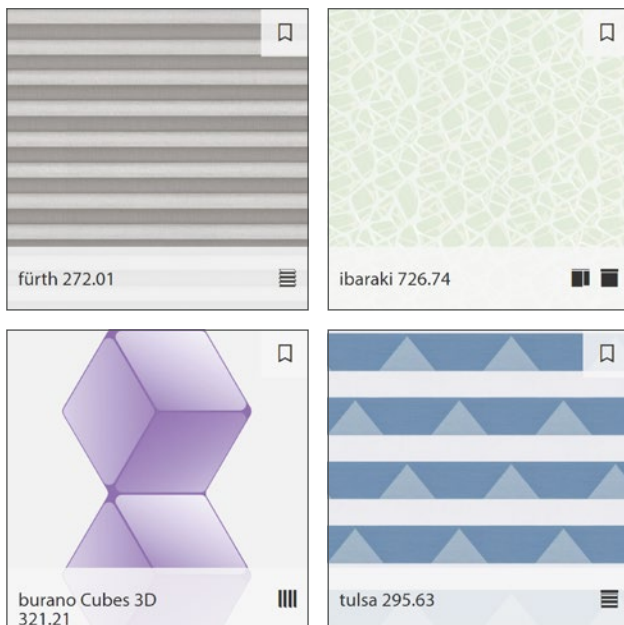 fürth 272.01
ibaraki 726.74
burano Cubes 3D
321.21
tulsa 295.63